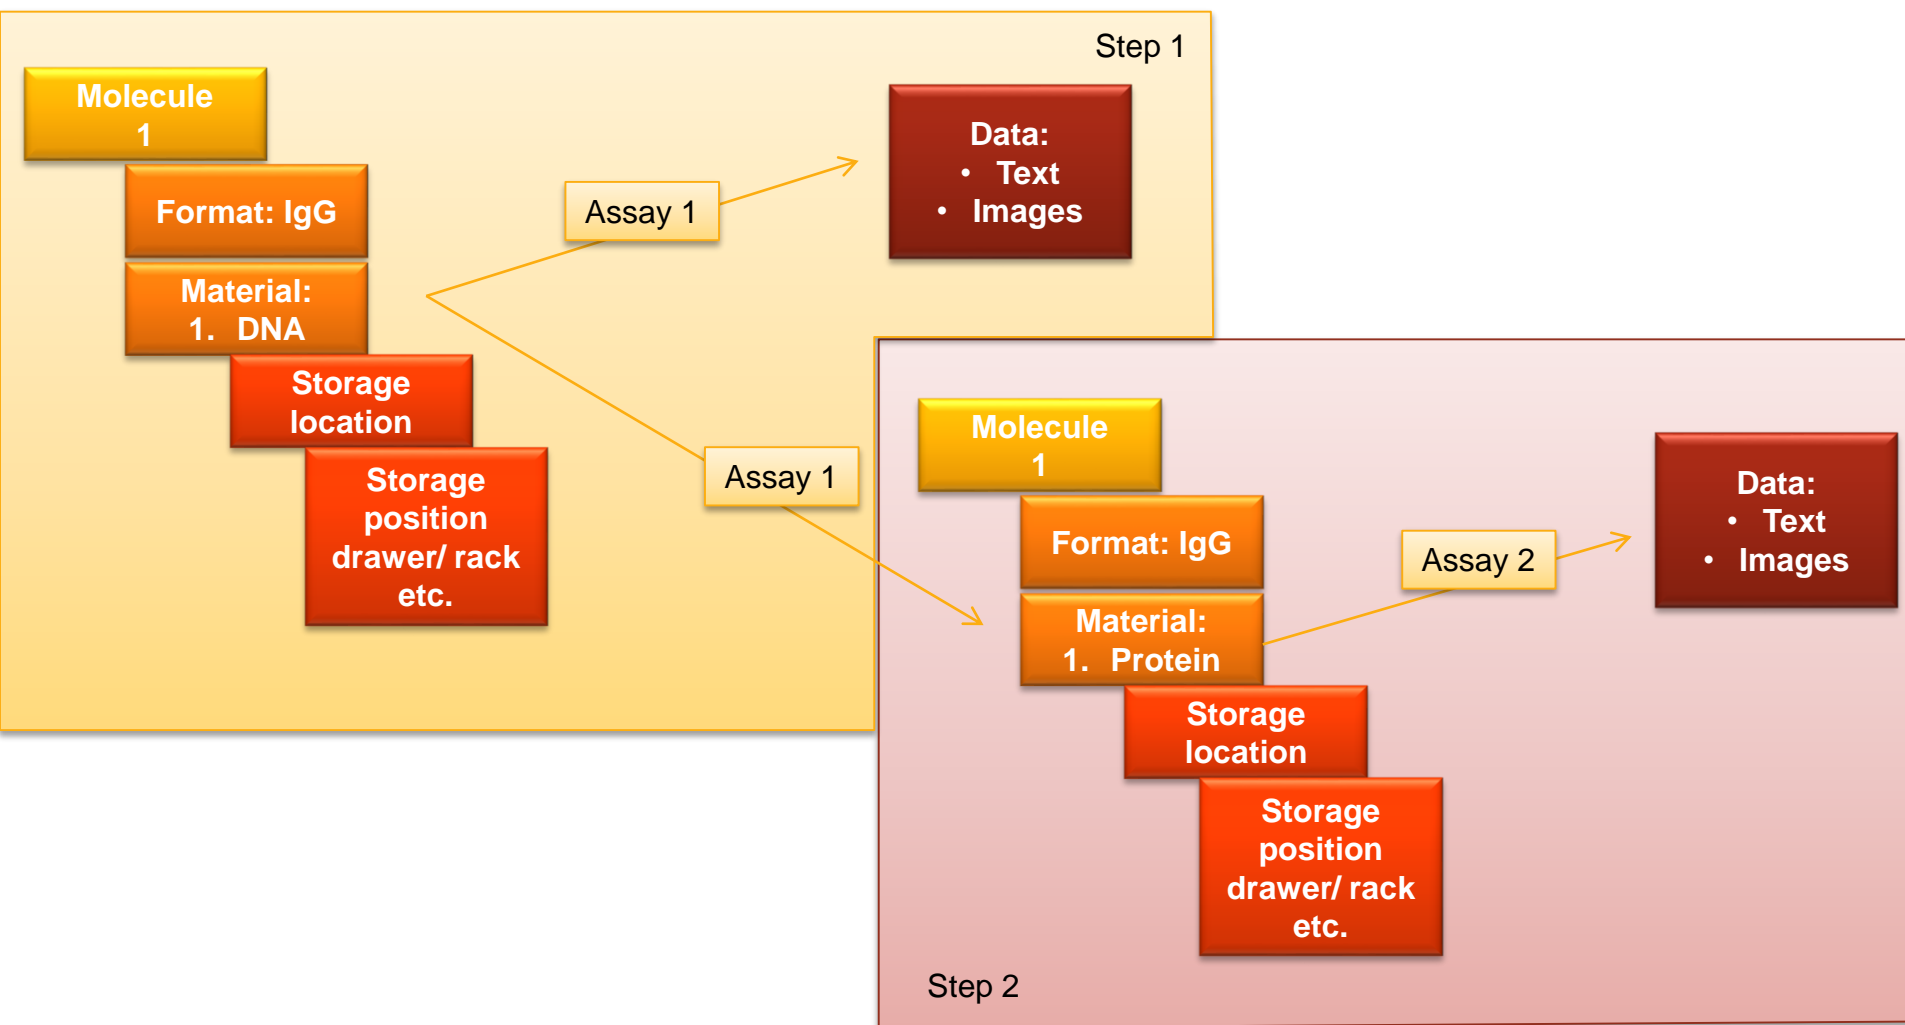 Step 1
Molecule
1
Format: IgG
Material:
1. DNA
Storage
location
Storage
position
drawer/ rack
etc.
Assay 1
Data:
• Text
• Images
Assay 1
Molecule
1
Format: IgG
Material:
1. Protein
Storage
location
Storage
position
drawer/ rack
etc.
Assay 2
Data:
• Text
• Images
Step 2